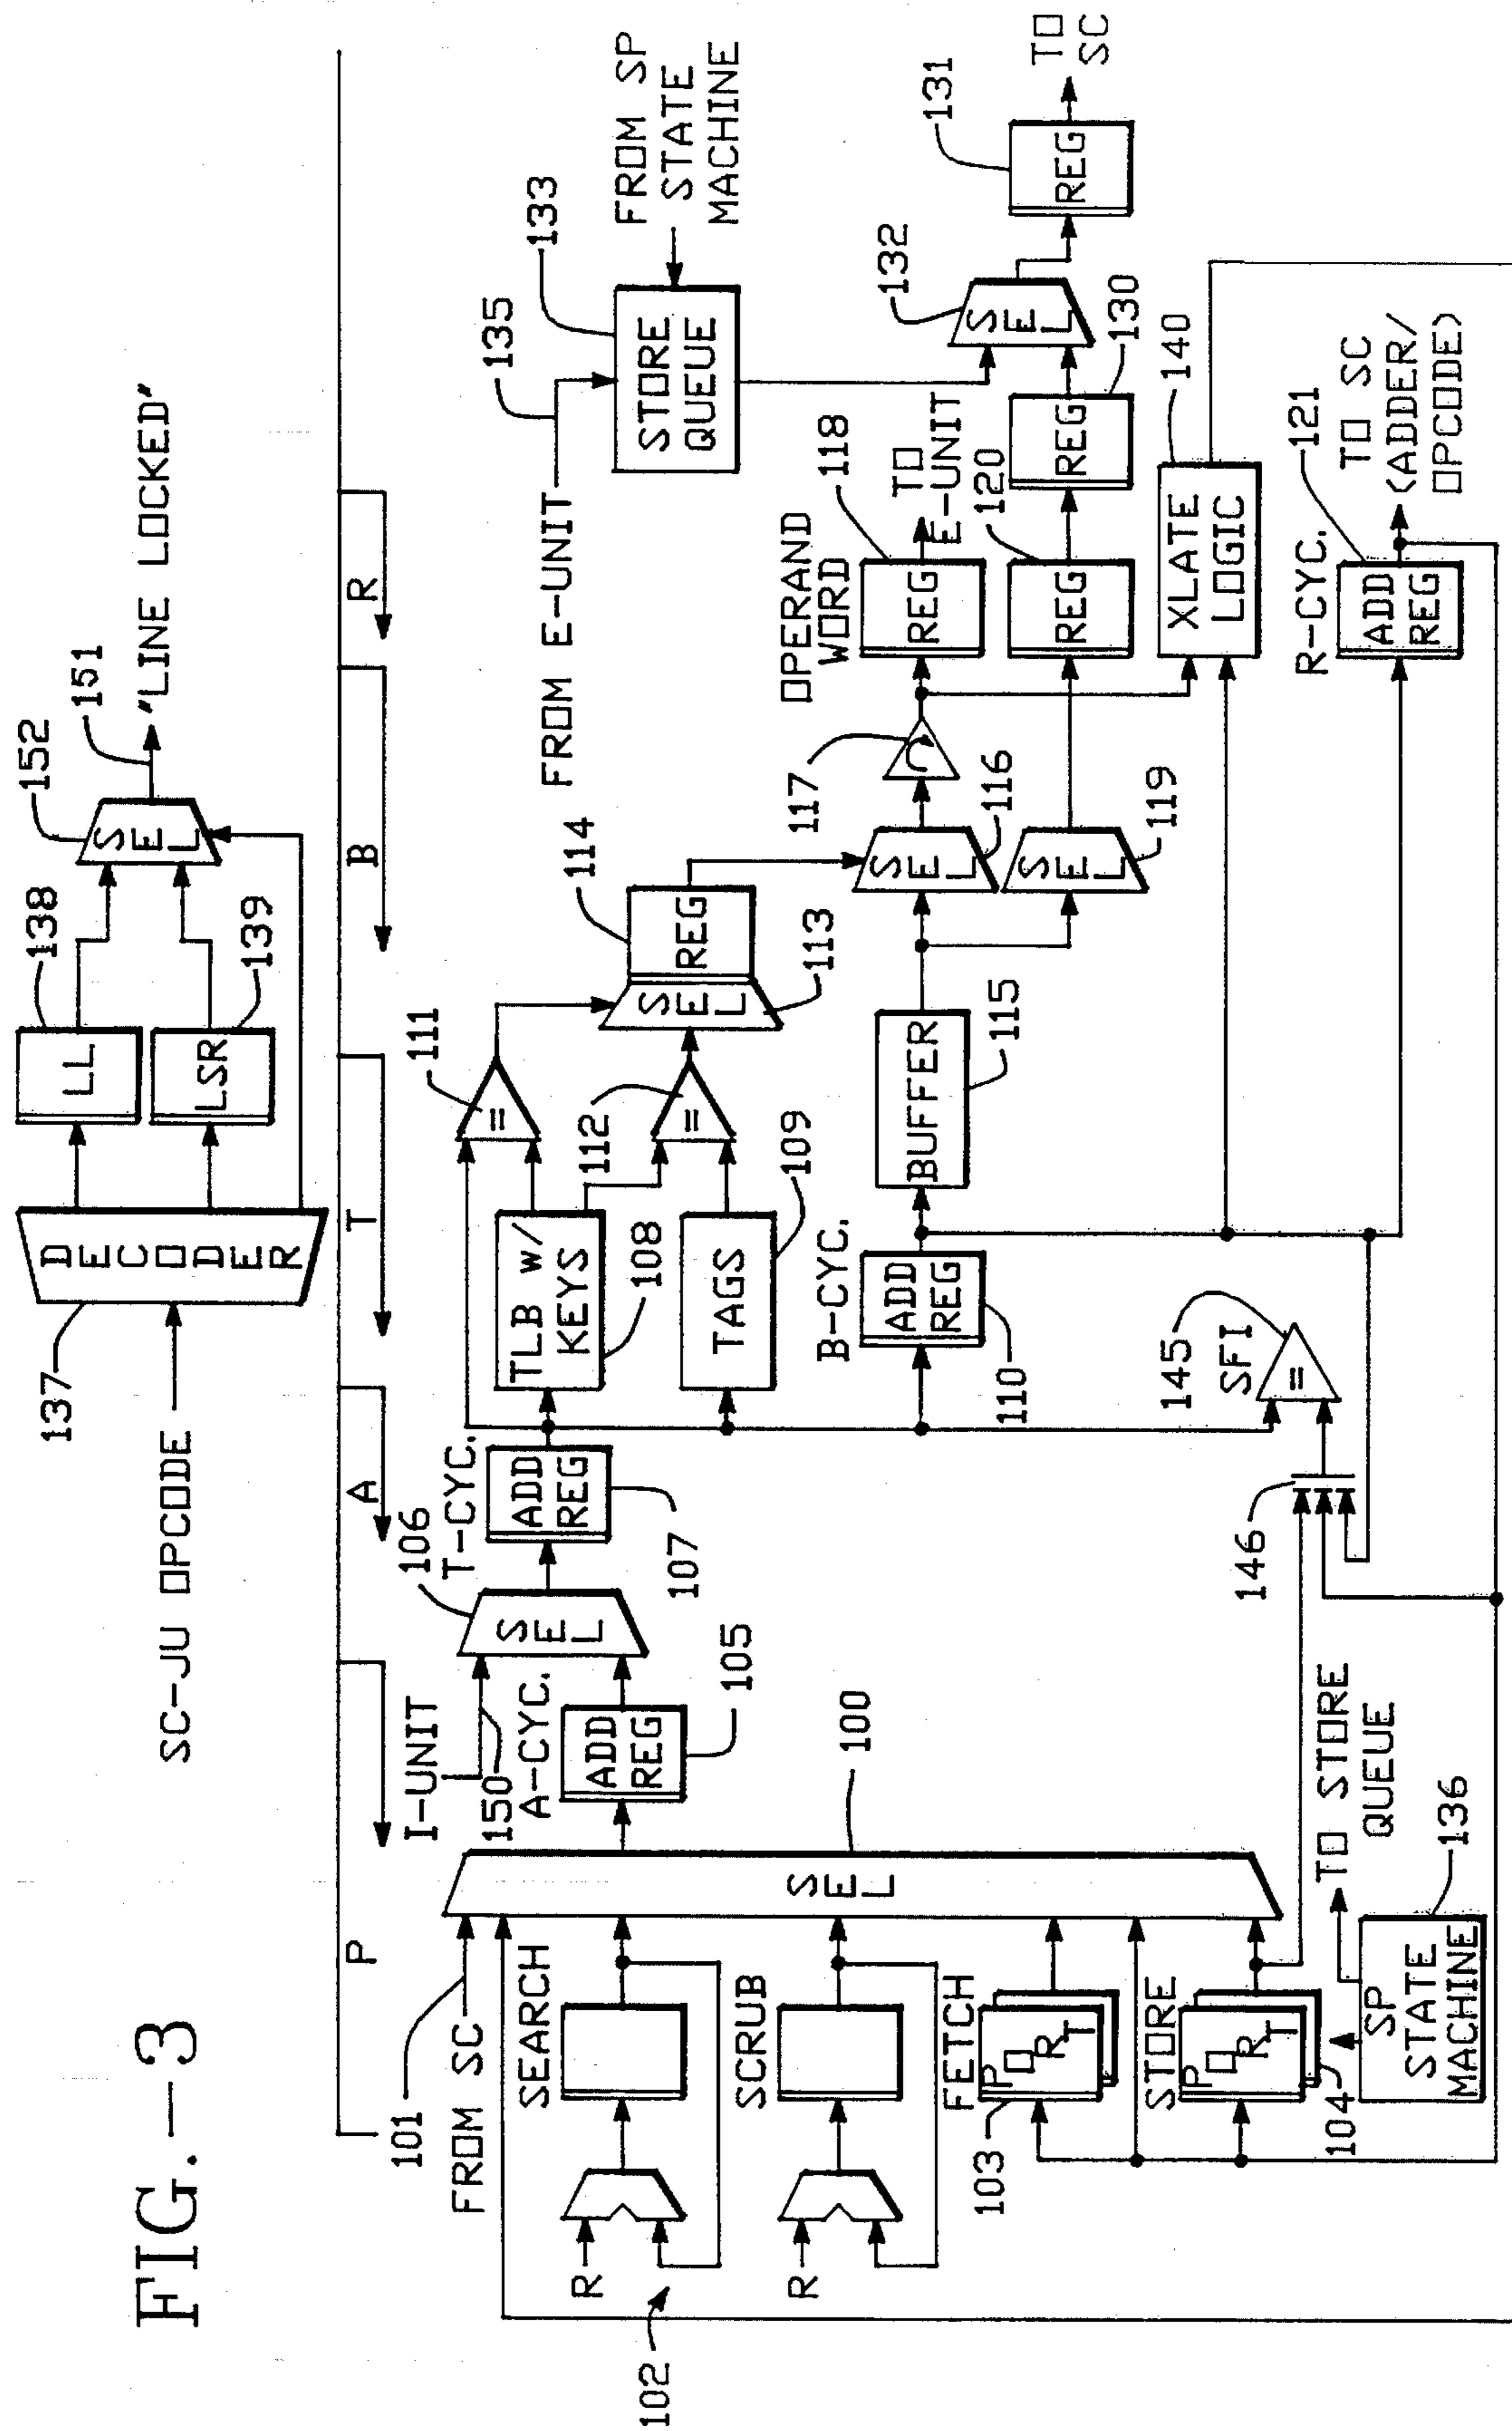 FIG.—3
SC-JU OPCODE
137
DECODER
LL
138
LSR
139
SEL
152
151
"LINE LOCKED"
P
A
T
B
R
101
FROM SC
SEARCH
R
102
SCRUB
R
FETCH
PORT
103
STORE
PORT
104
SP
STATE
MACHINE
136
TO STORE
QUEUE
SEL
100
I-UNIT
150
A-CYC.
ADD
REG
105
SEL
106
T-CYC.
ADD
REG
107
TLB W/
KEYS
108
TAGS
109
B-CYC.
ADD
REG
110
=
111
=
112
SEL
113
REG
114
BUFFER
115
SEL
116
117
SEL
119
OPERAND
WORD
REG
118
TO
E-UNIT
REG
120
REG
130
XLATE
LOGIC
140
R-CYC.
ADD
REG
121
TO SC
(ADDER/
OPCODE)
FROM E-UNIT
135
STORE
QUEUE
133
FROM SP
STATE
MACHINE
SEL
132
REG
131
TO
SC
145
SFI
=
146